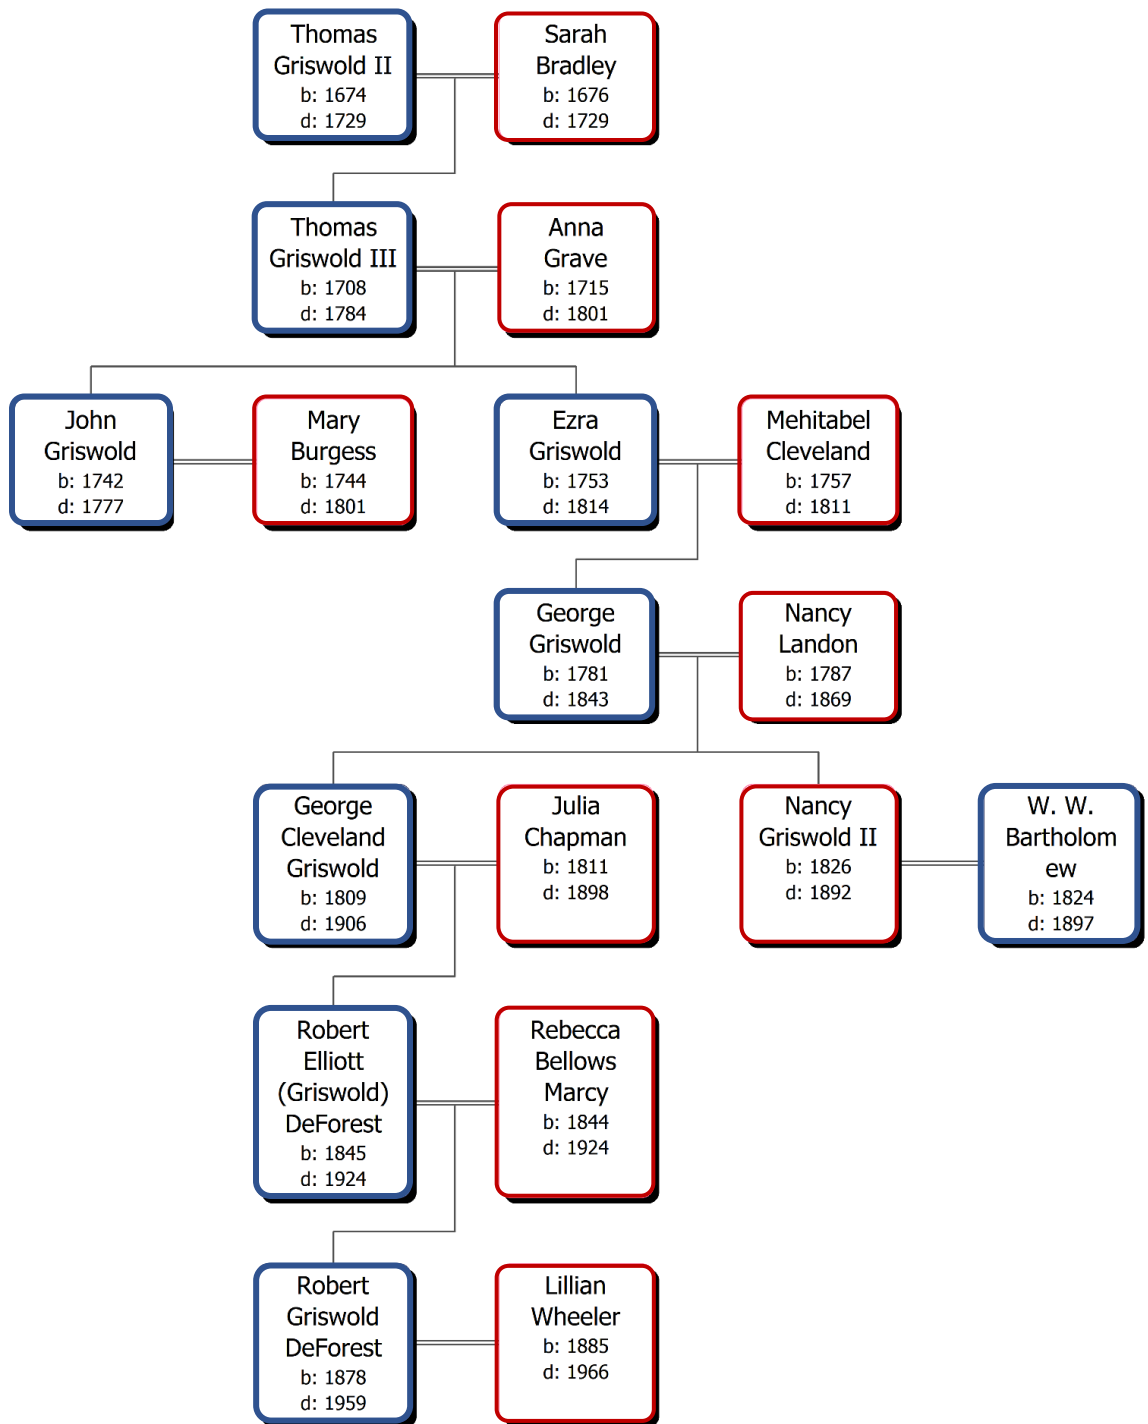 Thomas
Griswold II
b: 1674
d: 1729
Sarah
Bradley
b: 1676
d: 1729
Thomas
Griswold III
b: 1708
d: 1784
Anna
Grave
b: 1715
d: 1801
John
Griswold
b: 1742
d: 1777
Mary
Burgess
b: 1744
d: 1801
Ezra
Griswold
b: 1753
d: 1814
Mehitabel
Cleveland
b: 1757
d: 1811
George
Griswold
b: 1781
d: 1843
Nancy
Landon
b: 1787
d: 1869
George
Cleveland
Griswold
b: 1809
d: 1906
Julia
Chapman
b: 1811
d: 1898
Nancy
Griswold II
b: 1826
d: 1892
W. W.
Bartholom
ew
b: 1824
d: 1897
Robert
Elliott
(Griswold)
DeForest
b: 1845
d: 1924
Rebecca
Bellows
Marcy
b: 1844
d: 1924
Robert
Griswold
DeForest
b: 1878
d: 1959
Lillian
Wheeler
b: 1885
d: 1966